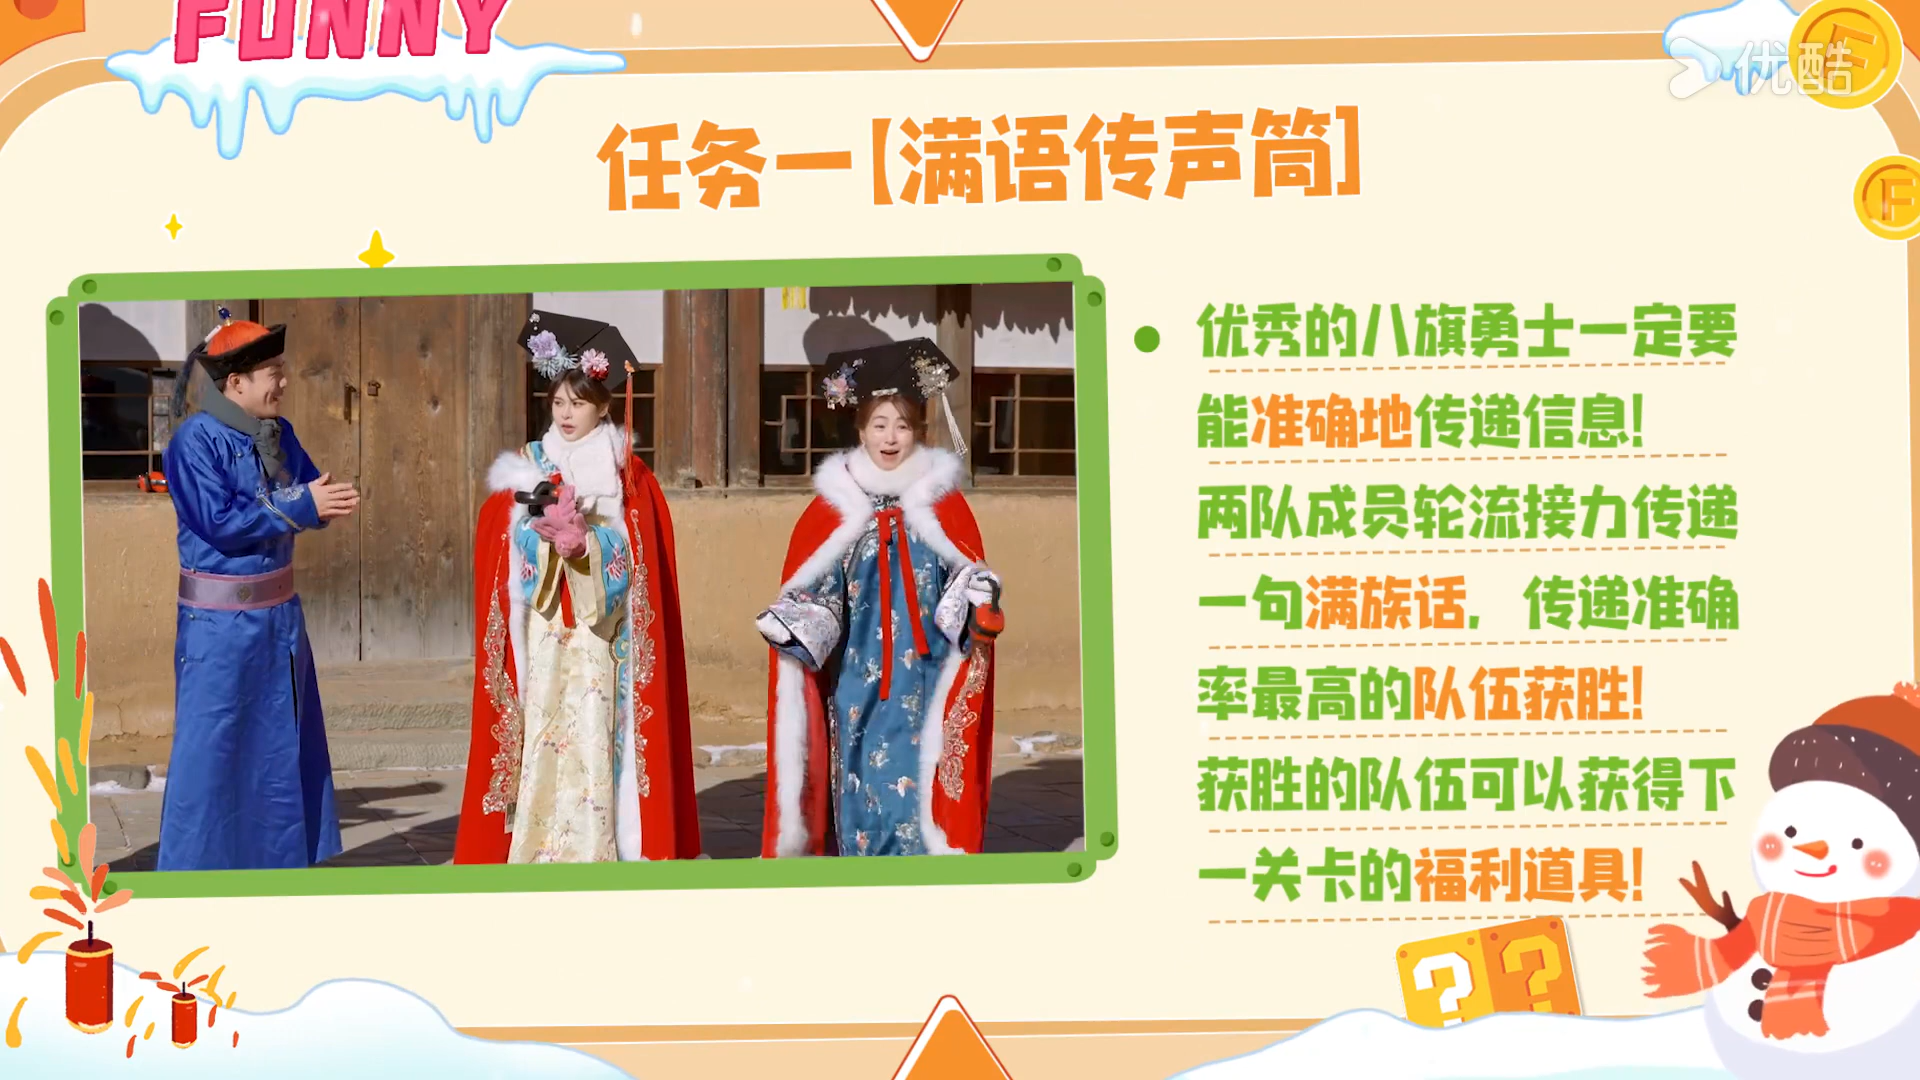 FUNNY
优酷
任务一【满语传声筒】
优秀的八旗勇士一定要
能准确地传递信息!
两队成员轮流接力传递
一句满族话,传递准确
率最高的队伍获胜!
获胜的队伍可以获得下
一关卡的福利道具!
F
F
? ?